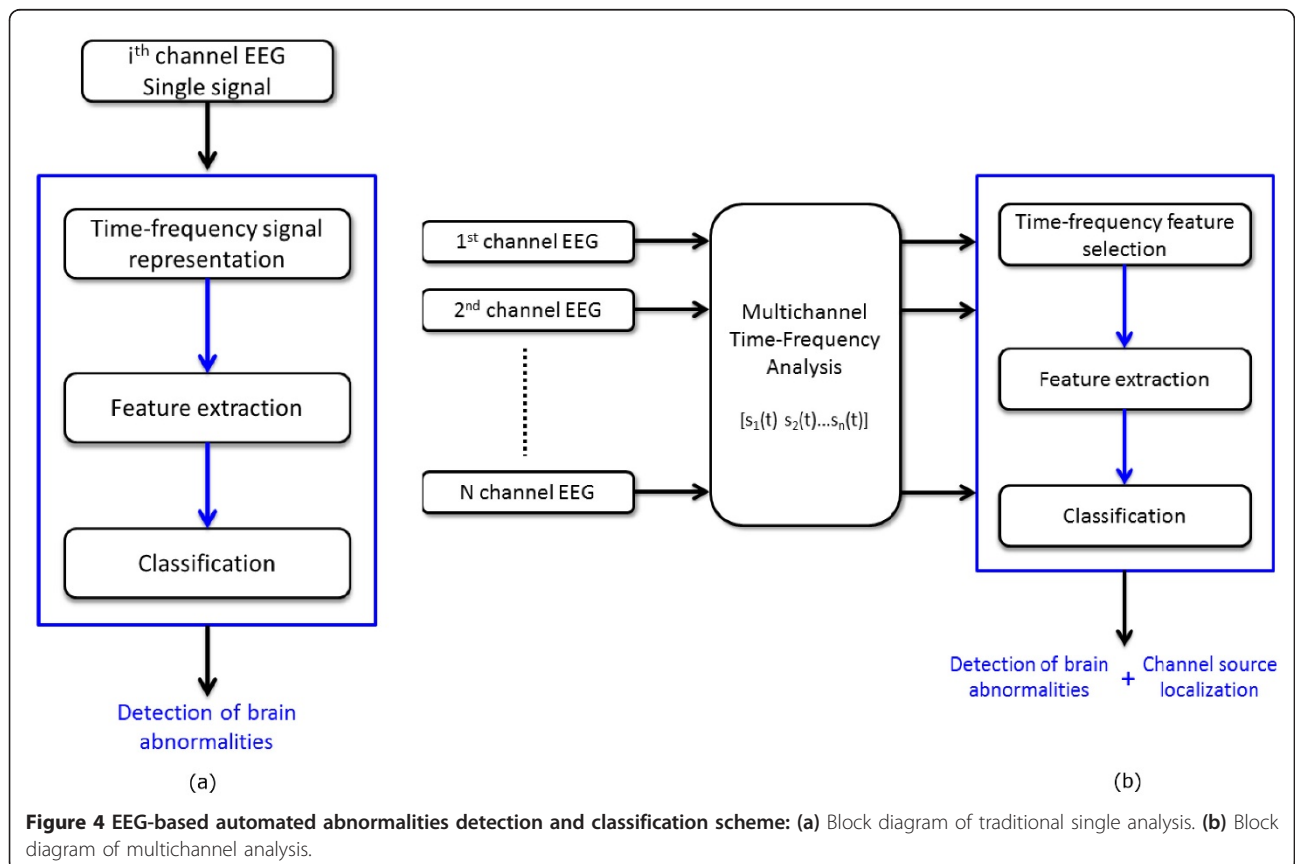 i^th channel EEG
Single signal
Time-frequency signal
representation
Feature extraction
Classification
Detection of brain
abnormalities
(a)
1^st channel EEG
2^nd channel EEG
N channel EEG
Multichannel
Time-Frequency
Analysis
[s₁(t) s₂(t)...sₙ(t)]
Time-frequency feature
selection
Feature extraction
Classification
Detection of brain
abnormalities
+
Channel source
localization
(b)
Figure 4 EEG-based automated abnormalities detection and classification scheme: (a) Block diagram of traditional single analysis. (b) Block
diagram of multichannel analysis.